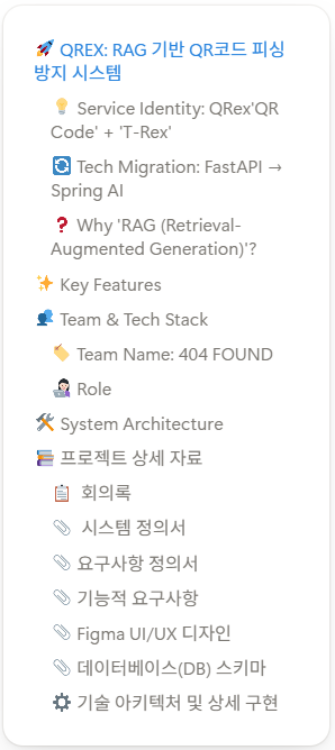 🚀 QREX: RAG 기반 QR코드 피싱
방지 시스템
💡 Service Identity: QRex'QR
Code' + 'T-Rex'
🔄 Tech Migration: FastAPI →
Spring AI
❓ Why 'RAG (Retrieval-
Augmented Generation)'?
✨ Key Features
👥 Team & Tech Stack
🏷️ Team Name: 404 FOUND
👩🏻‍💻 Role
🛠️ System Architecture
📚 프로젝트 상세 자료
📋 회의록
📎 시스템 정의서
📎 요구사항 정의서
📎 기능적 요구사항
📎 Figma UI/UX 디자인
📎 데이터베이스(DB) 스키마
⚙️ 기술 아키텍처 및 상세 구현